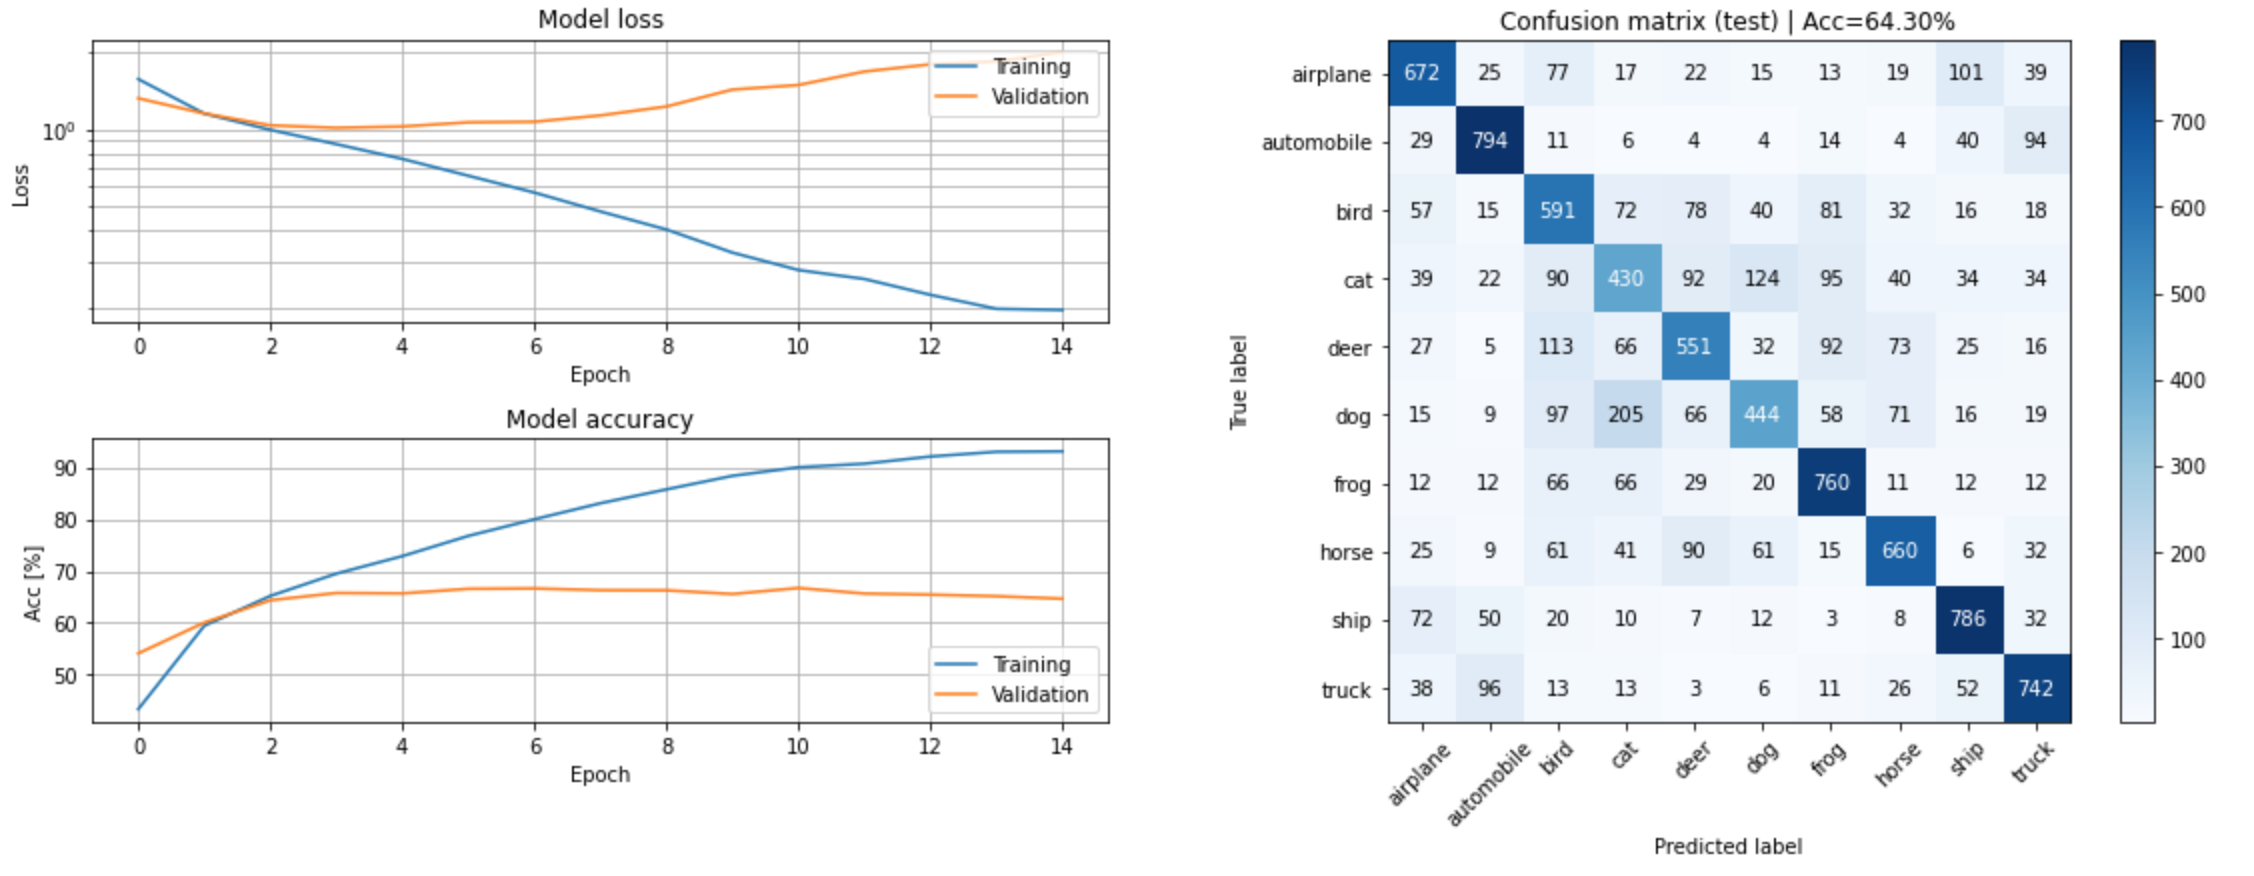 Model loss
Training
Validation
10⁰
Loss
0 2 4 6 8 10 12 14
Epoch
Model accuracy
90
80
70
60
50
Acc [%]
Training
Validation
0 2 4 6 8 10 12 14
Epoch
Confusion matrix (test) | Acc=64.30%
airplane 672 25 77 17 22 15 13 19 101 39
automobile 29 794 11 6 4 4 14 4 40 94
bird 57 15 591 72 78 40 81 32 16 18
cat 39 22 90 430 92 124 95 40 34 34
deer 27 5 113 66 551 32 92 73 25 16
dog 15 9 97 205 66 444 58 71 16 19
frog 12 12 66 66 29 20 760 11 12 12
horse 25 9 61 41 90 61 15 660 6 32
ship 72 50 20 10 7 12 3 8 786 32
truck 38 96 13 13 3 6 11 26 52 742
True label
airplane automobile bird cat deer dog frog horse ship truck
Predicted label
700
600
500
400
300
200
100